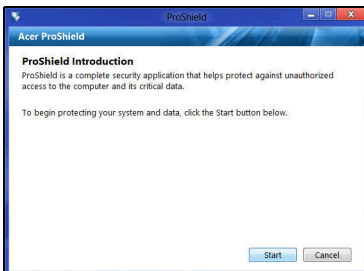 ProShield
Acer ProShield
ProShield Introduction
ProShield is a complete security application that helps protect against unauthorized
access to the computer and its critical data.
To begin protecting your system and data, click the Start button below.
Start
Cancel